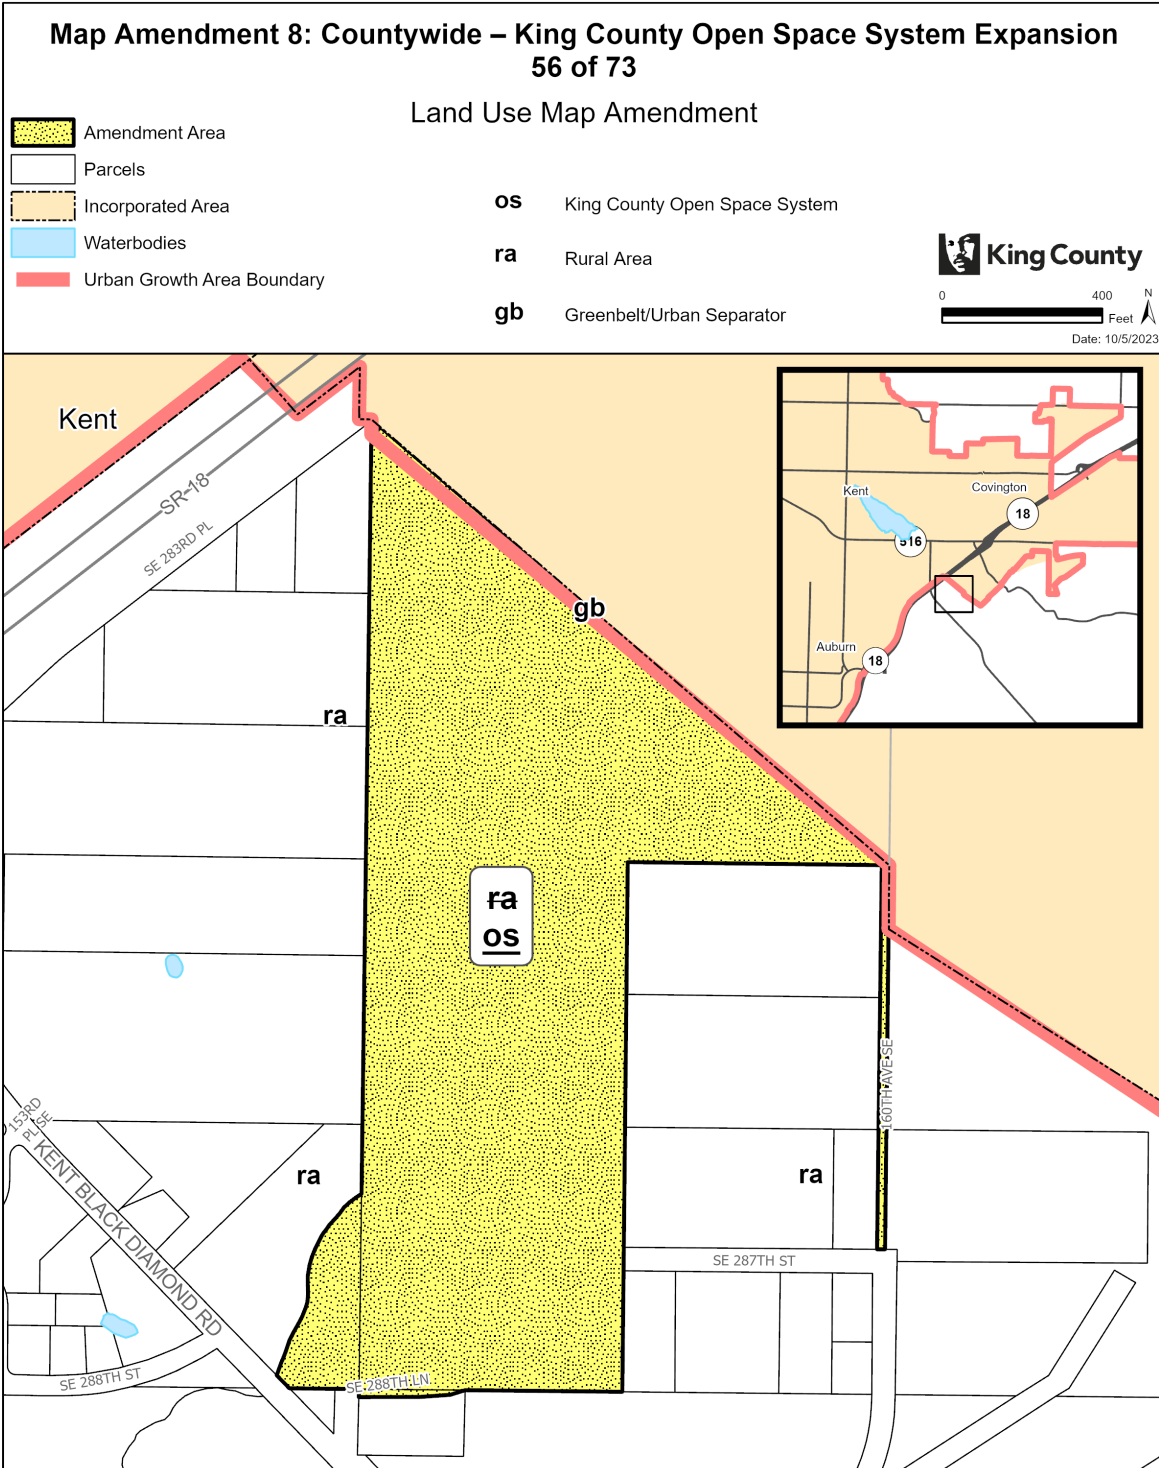 Map Amendment 8: Countywide – King County Open Space System Expansion
56 of 73
Land Use Map Amendment
Amendment Area
Parcels
Incorporated Area
Waterbodies
Urban Growth Area Boundary
os King County Open Space System
ra Rural Area
gb Greenbelt/Urban Separator
King County
0 400
Feet
N
Date: 10/5/2023
Kent
SR-18
SE 283RD PL
gb
ra
ra
os
Kent
Covington
18
516
Auburn
18
160TH AVE SE
153RD
PL SE
KENT BLACK DIAMOND RD
ra
ra
SE 287TH ST
SE 288TH ST
SE 288TH LN